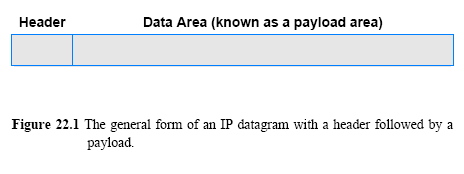 Header Data Area (known as a payload area)
Figure 22.1 The general form of an IP datagram with a header followed by a
payload.